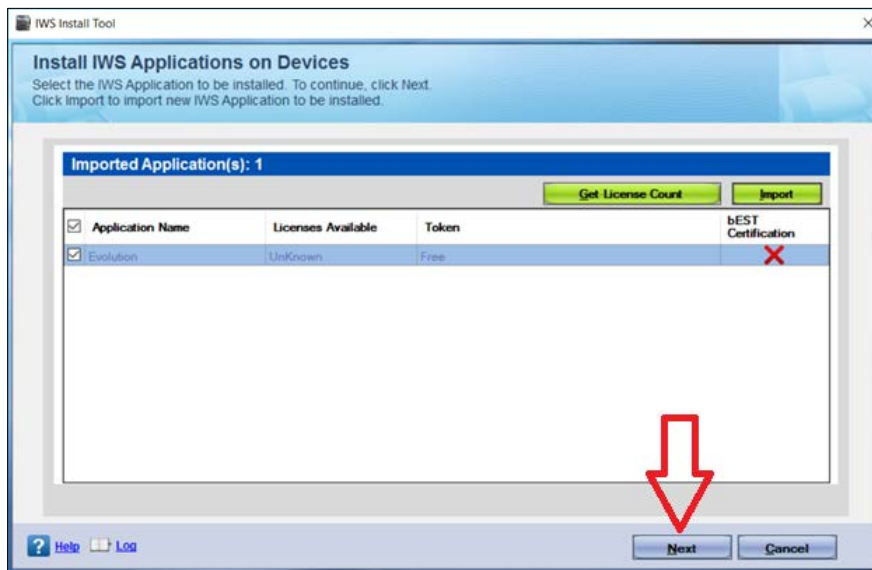 IWS Install Tool
Install IWS Applications on Devices
Select the IWS Application to be installed. To continue, click Next.
Click Import to import new IWS Application to be installed.
Imported Application(s): 1
Get License Count
Import
Application Name
Licenses Available
Token
bEST
Certification
Evolution
UnKnown
Free
Help
Log
Next
Cancel